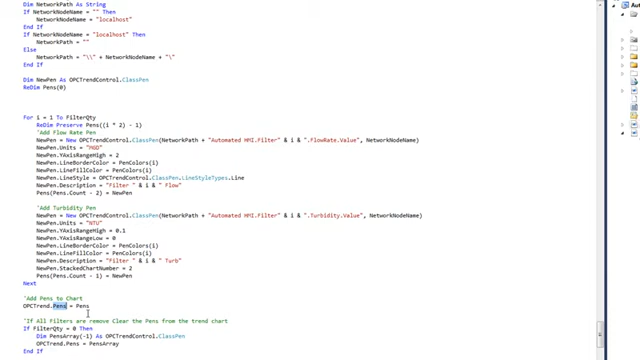 Dim NetworkPath As String
If NetworkNodeName = "" Then
NetworkNodeName = "localhost"
End If
If NetworkNodeName = "localhost" Then
NetworkPath = ""
Else
NetworkPath = "\\" + NetworkNodeName + "\"
End If
Dim NewPen As OPCTrendControl.ClassPen
ReDim Pens(0)
For i = 1 To FilterQty
ReDim Preserve Pens((i * 2) - 1)
'Add Flow Rate Pen
NewPen = New OPCTrendControl.ClassPen(NetworkPath + "Automated HMI.Filter" & i & ".FlowRate.Value", NetworkNodeName)
NewPen.Units = "MGD"
NewPen.YAxisRangeHigh = 2
NewPen.LineBorderColor = PenColors(i)
NewPen.LineFillColor = PenColors(i)
NewPen.LineStyle = OPCTrendControl.ClassPen.LineStyleTypes.Line
NewPen.Description = "Filter " & i & " Flow"
Pens(Pens.Count - 2) = NewPen
'Add Turbidity Pen
NewPen = New OPCTrendControl.ClassPen(NetworkPath + "Automated HMI.Filter" & i & ".Turbidity.Value", NetworkNodeName)
NewPen.Units = "NTU"
NewPen.YAxisRangeHigh = 0.1
NewPen.YAxisRangeLow = 0
NewPen.LineBorderColor = PenColors(i)
NewPen.LineFillColor = PenColors(i)
NewPen.Description = "Filter " & i & " Turb"
NewPen.StackedChartNumber = 2
Pens(Pens.Count - 1) = NewPen
Next
'Add Pens to Chart
OPCTrend.Pens = Pens
'If All Filters are remove Clear the Pens from the trend chart
If FilterQty = 0 Then
Dim PensArray(-1) As OPCTrendControl.ClassPen
OPCTrend.Pens = PensArray
End If